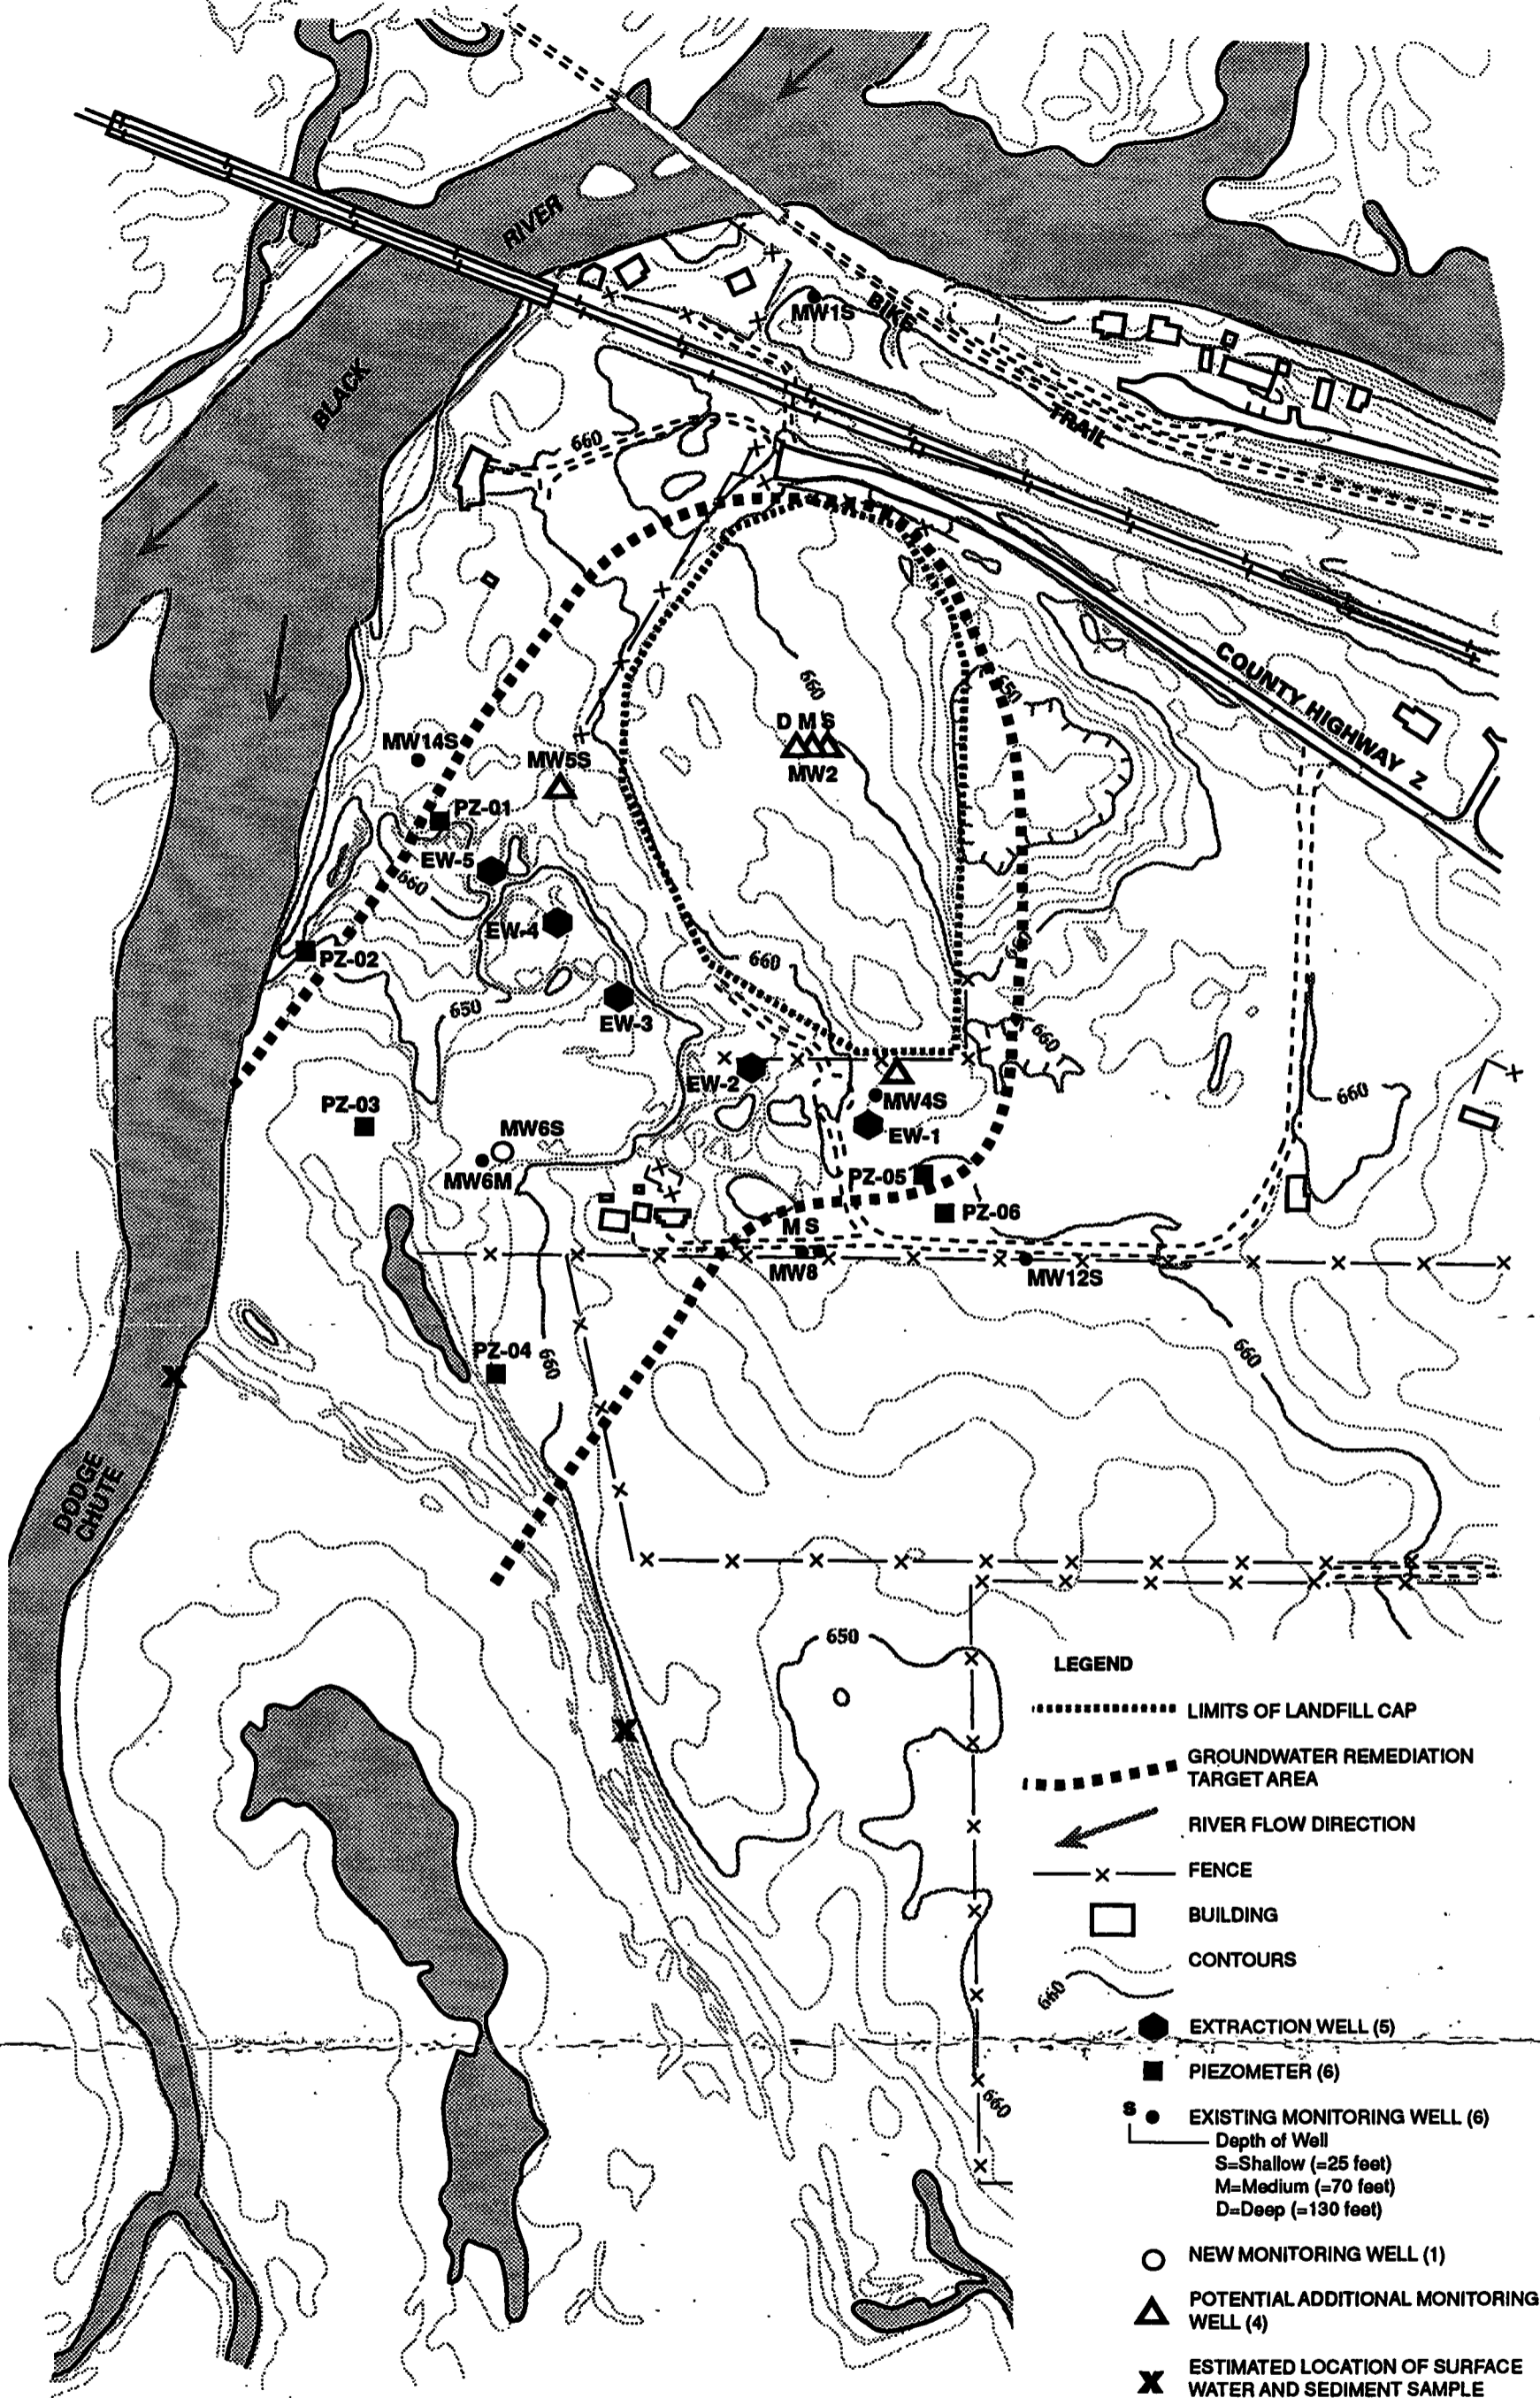 RIVER
BLACK
MW1S
BIKE
TRAIL
660
COUNTY HIGHWAY Z
650
660
D M S
MW2
MW14S
MW5S
PZ-01
EW-5
660
EW-4
PZ-02
660
650
EW-3
660
EW-2
MW4S
EW-1
660
PZ-03
MW6S
MW6M
PZ-05
PZ-06
M S
MW8
MW12S
PZ-04
660
660
DODGE
CHUTE
650
660
LEGEND
LIMITS OF LANDFILL CAP
GROUNDWATER REMEDIATION
TARGET AREA
RIVER FLOW DIRECTION
FENCE
BUILDING
CONTOURS
660
EXTRACTION WELL (5)
PIEZOMETER (6)
S
EXISTING MONITORING WELL (6)
Depth of Well
S=Shallow (=25 feet)
M=Medium (=70 feet)
D=Deep (=130 feet)
NEW MONITORING WELL (1)
POTENTIAL ADDITIONAL MONITORING
WELL (4)
ESTIMATED LOCATION OF SURFACE
WATER AND SEDIMENT SAMPLE